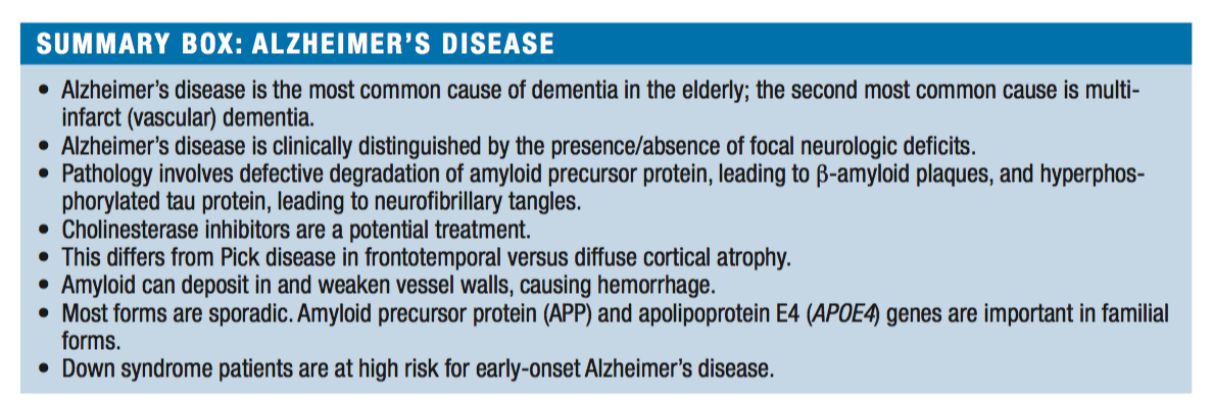 SUMMARY BOX: ALZHEIMER'S DISEASE
• Alzheimer's disease is the most common cause of dementia in the elderly; the second most common cause is multi-
infarct (vascular) dementia.
• Alzheimer's disease is clinically distinguished by the presence/absence of focal neurologic deficits.
• Pathology involves defective degradation of amyloid precursor protein, leading to β-amyloid plaques, and hyperphos-
phorylated tau protein, leading to neurofibrillary tangles.
• Cholinesterase inhibitors are a potential treatment.
• This differs from Pick disease in frontotemporal versus diffuse cortical atrophy.
• Amyloid can deposit in and weaken vessel walls, causing hemorrhage.
• Most forms are sporadic. Amyloid precursor protein (APP) and apolipoprotein E4 (APOE4) genes are important in familial
forms.
• Down syndrome patients are at high risk for early-onset Alzheimer's disease.